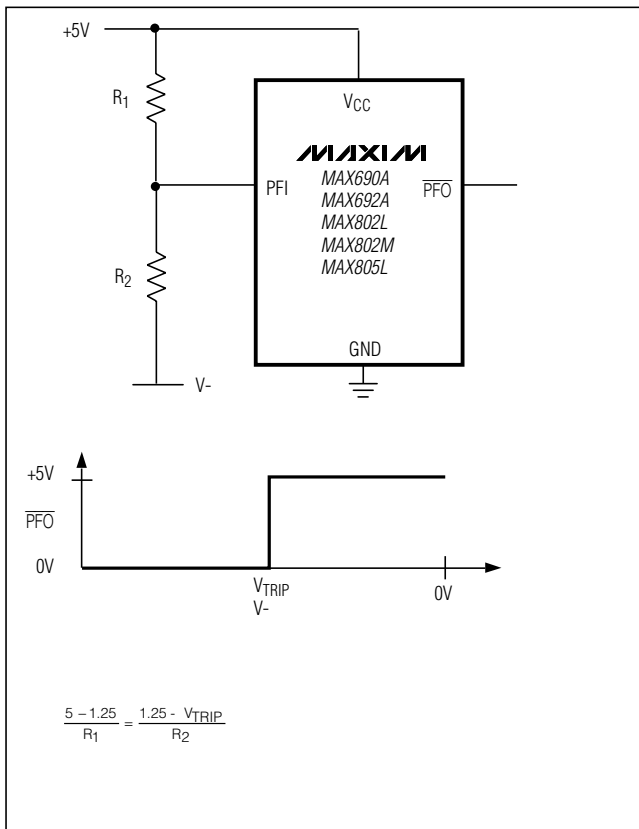 +5V
R1
VCC
MAXIM
PFI
MAX690A
MAX692A
MAX802L
MAX802M
MAX805L
PFO
R2
GND
V-
+5V
PFO
0V
VTRIP
V-
0V
5 – 1.25 / R1 = 1.25 - VTRIP / R2